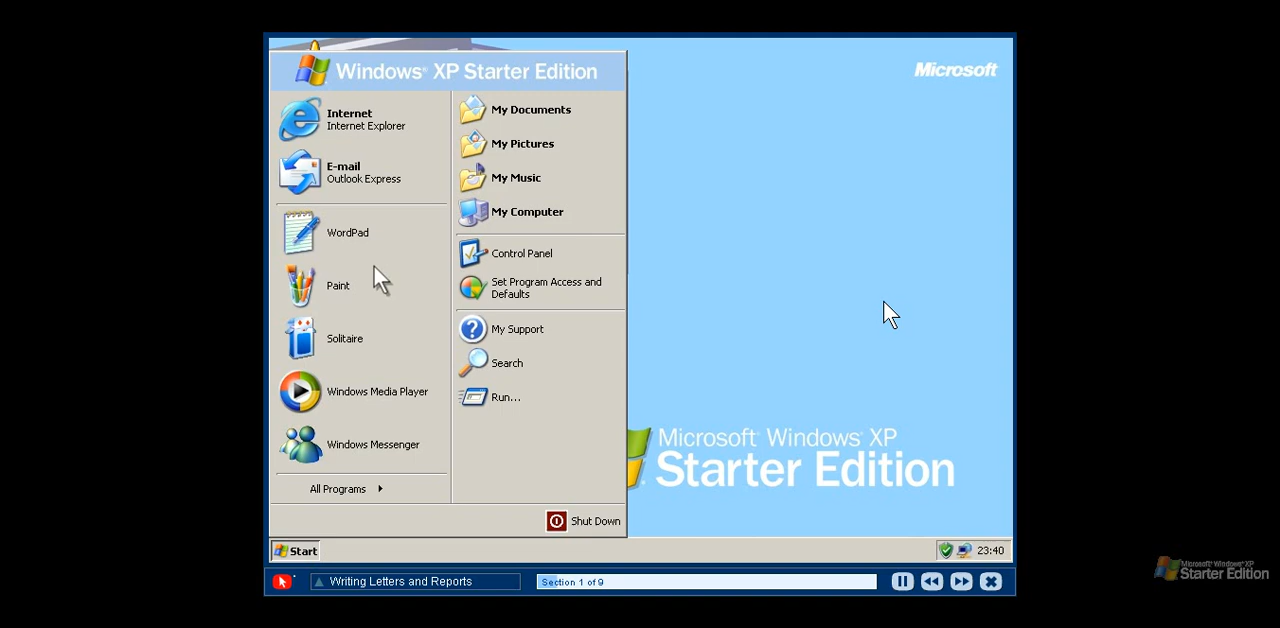 Windows® XP Starter Edition
Microsoft
Internet
Internet Explorer
E-mail
Outlook Express
WordPad
Paint
Solitaire
Windows Media Player
Windows Messenger
All Programs
My Documents
My Pictures
My Music
My Computer
Control Panel
Set Program Access and
Defaults
My Support
Search
Run...
Shut Down
Microsoft® Windows® XP
Starter Edition
Start
23:40
Writing Letters and Reports
Section 1 of 9
Microsoft® Windows® XP
Starter Edition